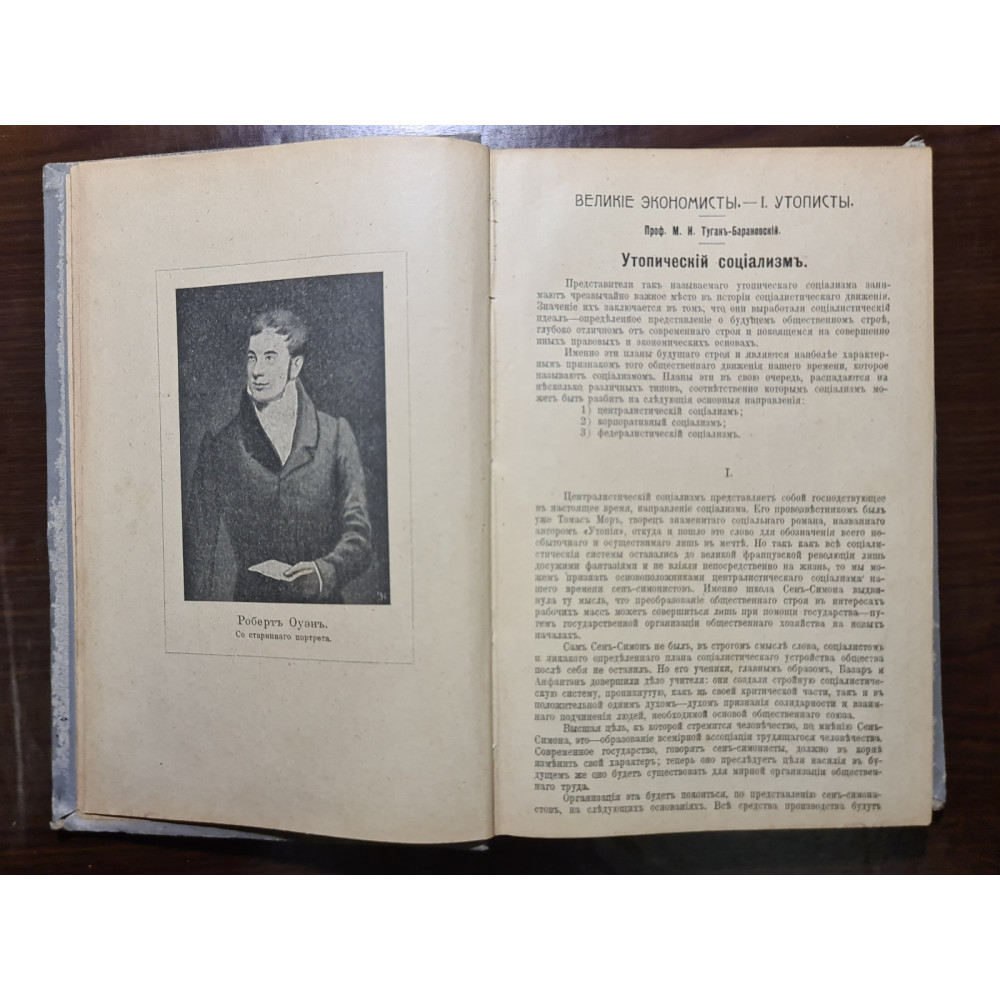 Робертъ Оуэнъ.
Со стариннаго портрета.
ВЕЛИКІЕ ЭКОНОМИСТЫ.—I. УТОПИСТЫ.
Проф. М. И. Туганъ-Барановскій.
Утопическій соціализмъ.
Представители такъ называемаго утопическаго соціализма зани-
маютъ чрезвычайно важное мѣсто въ исторіи соціалистическаго движенія.
Значеніе ихъ заключается въ томъ, что они выработали соціалистическій
идеалъ—опредѣленное представленіе о будущемъ общественномъ строѣ,
глубоко отличномъ отъ современнаго строя и покоящемся на совершенно
иныхъ правовыхъ и экономическихъ основахъ.
Именно эти планы будущаго строя и являются наиболѣе характер-
нымъ признакомъ того общественнаго движенія нашего времени, которое
называютъ соціализмомъ. Планы эти въ свою очередь, распадаются на
нѣсколько различныхъ типовъ, соотвѣтственно которымъ соціализмъ мо-
жетъ быть разбитъ на слѣдующія основныя направленія:
1) централистическій соціализмъ;
2) корпоративный соціализмъ;
3) федералистическій соціализмъ.
I.
Централистическій соціализмъ представляетъ собой господствующее
въ настоящее время, направленіе соціализма. Его провозвѣстникомъ былъ
уже Томасъ Моръ, творецъ знаменитаго соціальнаго романа, названнаго
авторомъ «Утопія», откуда и пошло это слово для обозначенія всего не-
обыточнаго и осуществимаго лишь въ мечтѣ. Но такъ какъ всѣ соціали-
стическія системы оставались до великой французской революціи лишь
досужими фантазіями и не вліяли непосредственно на жизнь, то мы мо-
жемъ признать основоположниками централистическаго соціализма на-
шего времени сенъ-симонистовъ. Именно школа Сенъ-Симона выдви-
нула ту мысль, что преобразованіе общественнаго строя въ интересахъ
рабочихъ массъ можетъ совершиться лишь при помощи государства—пу-
темъ государственной организаціи общественнаго хозяйства на новыхъ
началахъ.
Самъ Сенъ-Симонъ не былъ, въ строгомъ смыслѣ слова, соціалистомъ
и никакого опредѣленнаго плана соціалистическаго устройства общества
послѣ себя не оставилъ. Но его ученики, главнымъ образомъ, Базаръ и
Анфантанъ довершили дѣло учителя: они создали стройную соціалистиче-
скую систему, проникнутую, какъ въ своей критической части, такъ и въ
положительной однимъ духомъ—духомъ признанія солидарности и взаим-
наго подчиненія людей, необходимой основой общественнаго союза.
Высшая цѣль, къ которой стремится человѣчество, по мнѣнію Сенъ-
Симона, это—образованіе всемірной ассоціаціи трудящагося человѣчества.
Современное государство, говорятъ сенъ-симонисты, должно въ корнѣ
измѣнить свой характеръ; теперь оно преслѣдуетъ цѣли насилія въ бу-
дущемъ же оно будетъ существовать для мирной организаціи обществен-
наго труда.
Организація эта будетъ покоиться, по представленію сенъ-симони-
стовъ, на слѣдующихъ основаніяхъ. Всѣ средства производства будутъ